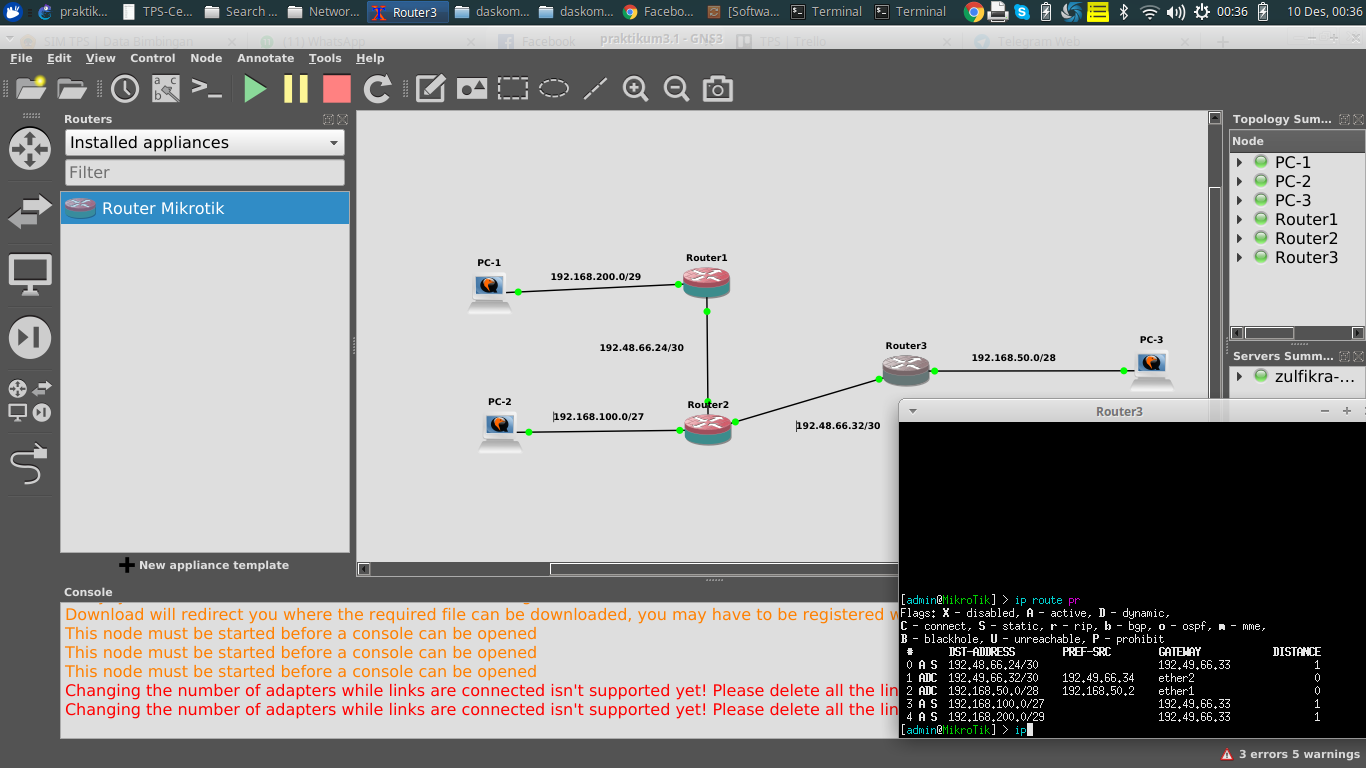 praktik...
TPS-Ce...
Search ...
Networ...
Router3
daskom...
daskom...
Facebo...
[Softwa...
Terminal
Terminal
00:36
10 Des, 00:36
SIM TPS | Data Bimbingan
(11) WhatsApp
Facebook
praktikum3.1 - GNS3
TPS | Trello
Telegram Web
File Edit View Control Node Annotate Tools Help
Routers
Installed appliances
Filter
Router Mikrotik
New appliance template
PC-1
192.168.200.0/29
Router1
192.48.66.24/30
Router3
192.168.50.0/28
PC-3
PC-2
192.168.100.0/27
Router2
192.48.66.32/30
Topology Sum...
Node
PC-1
PC-2
PC-3
Router1
Router2
Router3
Servers Summ...
zulfikra-...
Console
Download will redirect you where the required file can be downloaded, you may have to be registered w
This node must be started before a console can be opened
This node must be started before a console can be opened
This node must be started before a console can be opened
Changing the number of adapters while links are connected isn't supported yet! Please delete all the lin
Changing the number of adapters while links are connected isn't supported yet! Please delete all the lin
Router3
[admin@MikroTik] > ip route pr
Flags: X - disabled, A - active, D - dynamic,
C - connect, S - static, r - rip, b - bgp, o - ospf, m - mme,
B - blackhole, U - unreachable, P - prohibit
# DST-ADDRESS PREF-SRC GATEWAY DISTANCE
0 A S 192.48.66.24/30 192.49.66.33 1
1 ADC 192.49.66.32/30 192.49.66.34 ether2 0
2 ADC 192.168.50.0/28 192.168.50.2 ether1 0
3 A S 192.168.100.0/27 192.49.66.33 1
4 A S 192.168.200.0/29 192.49.66.33 1
[admin@MikroTik] > ip
3 errors 5 warnings